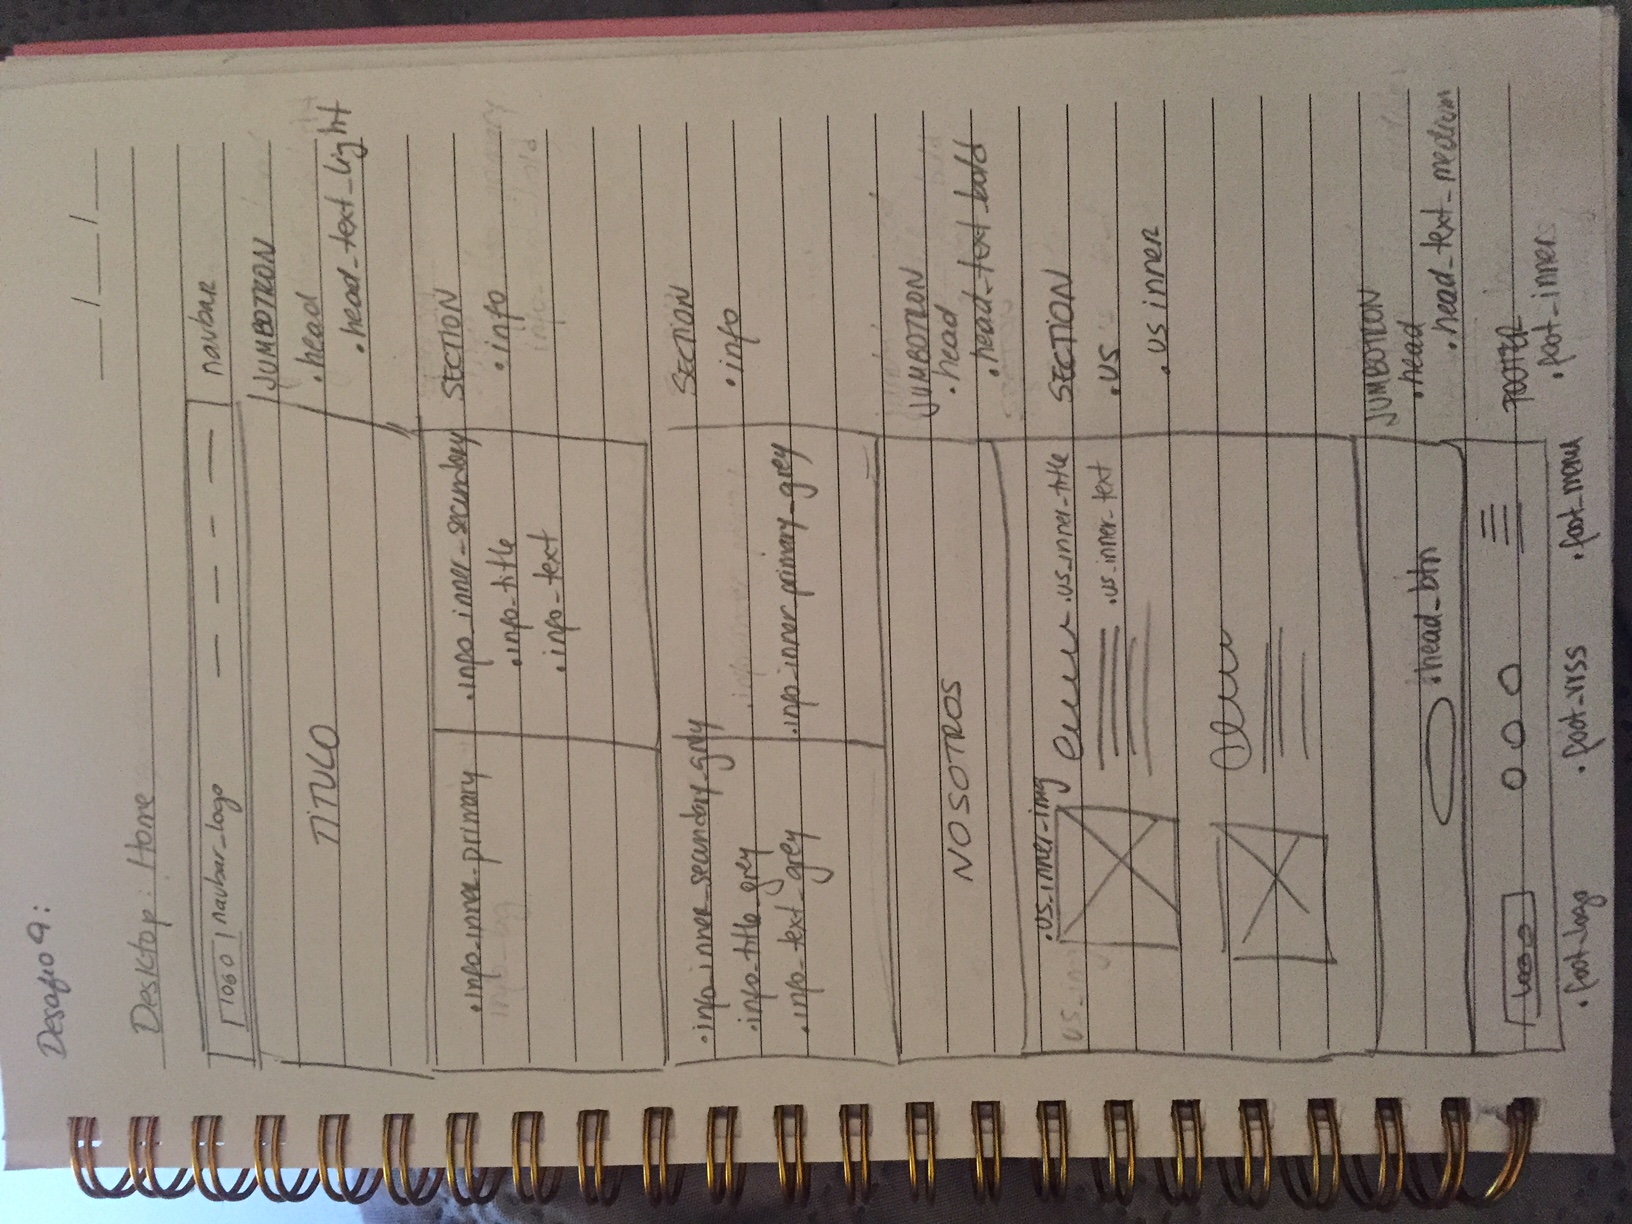 Desafio 9:
___/___/___
Desktop: Home
LOGO navbar_logo
navbar
TITULO
JUMBOTRON
.head
.head_text_light
.info_inner_primary
.info_inner_secundary
.info_title
.info_text
SECTION
.info
.info_inner_secundary_grey
.info_title_grey
.info_text_grey
.info_inner_primary_grey
SECTION
.info
NOSOTROS
JUMBOTRON
.head
.head_text_bold
.us_inner_img
.us_inner_title
.us_inner_text
SECTION
.us
.us inner
.head_btn
JUMBOTRON
.head
.head_text_medium
LOGO
FOOTER
.foot_inner
.foot_logo
.foot_rrss
.foot_menu